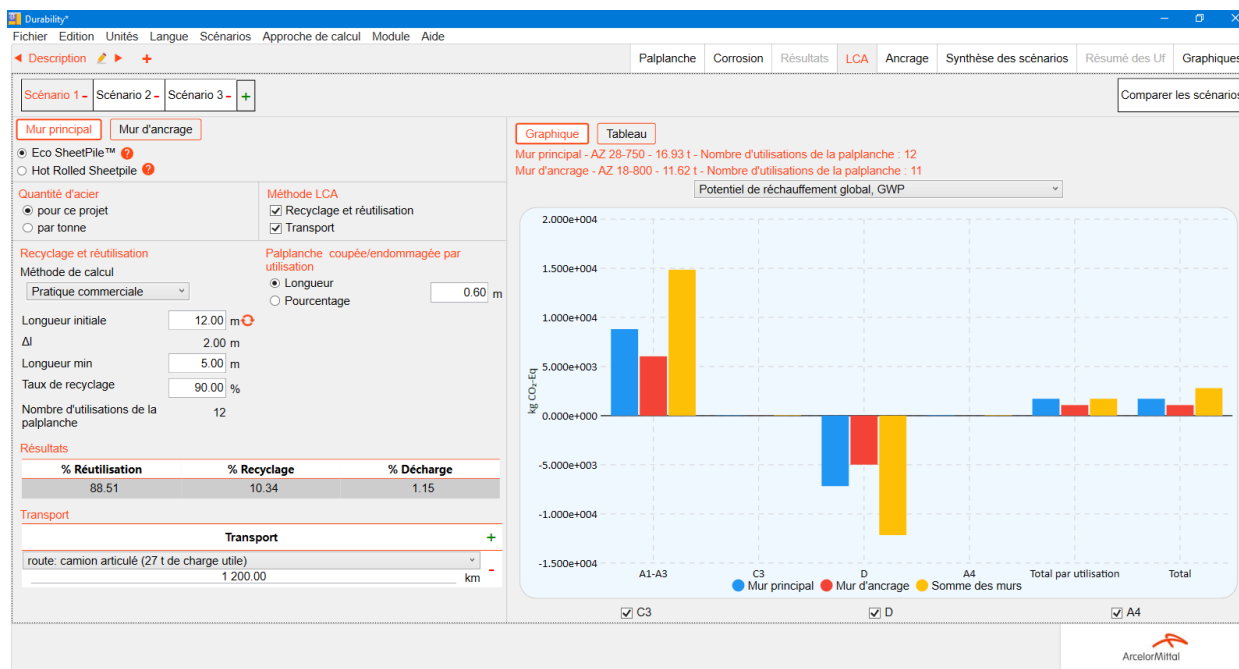 Durability*
Fichier Edition Unités Langue Scénarios Approche de calcul Module Aide
Description
Palplanche Corrosion Résultats LCA Ancrage Synthèse des scénarios Résumé des Uf Graphiques
Scénario 1 - Scénario 2 - Scénario 3 - +
Comparer les scénarios
Mur principal Mur d'ancrage
Eco SheetPile™ ?
Hot Rolled Sheetpile ?
Quantité d'acier
pour ce projet
par tonne
Méthode LCA
Recyclage et réutilisation
Transport
Recyclage et réutilisation
Méthode de calcul
Pratique commerciale
Palplanche coupée/endommagée par
utilisation
Longueur
Pourcentage
0.60 m
Longueur initiale 12.00 m
Δl 2.00 m
Longueur min 5.00 m
Taux de recyclage 90.00 %
Nombre d'utilisations de la
palplanche 12
Résultats
% Réutilisation % Recyclage % Décharge
88.51 10.34 1.15
Transport
Transport +
route: camion articulé (27 t de charge utile)
1 200.00 km -
Graphique Tableau
Mur principal - AZ 28-750 - 16.93 t - Nombre d'utilisations de la palplanche : 12
Mur d'ancrage - AZ 18-800 - 11.62 t - Nombre d'utilisations de la palplanche : 11
Potentiel de réchauffement global, GWP
kg CO₂-Eq
2.000e+004
1.500e+004
1.000e+004
5.000e+003
0.000e+000
-5.000e+003
-1.000e+004
-1.500e+004
A1-A3 C3 D A4 Total par utilisation Total
Mur principal Mur d'ancrage Somme des murs
C3 D A4
ArcelorMittal